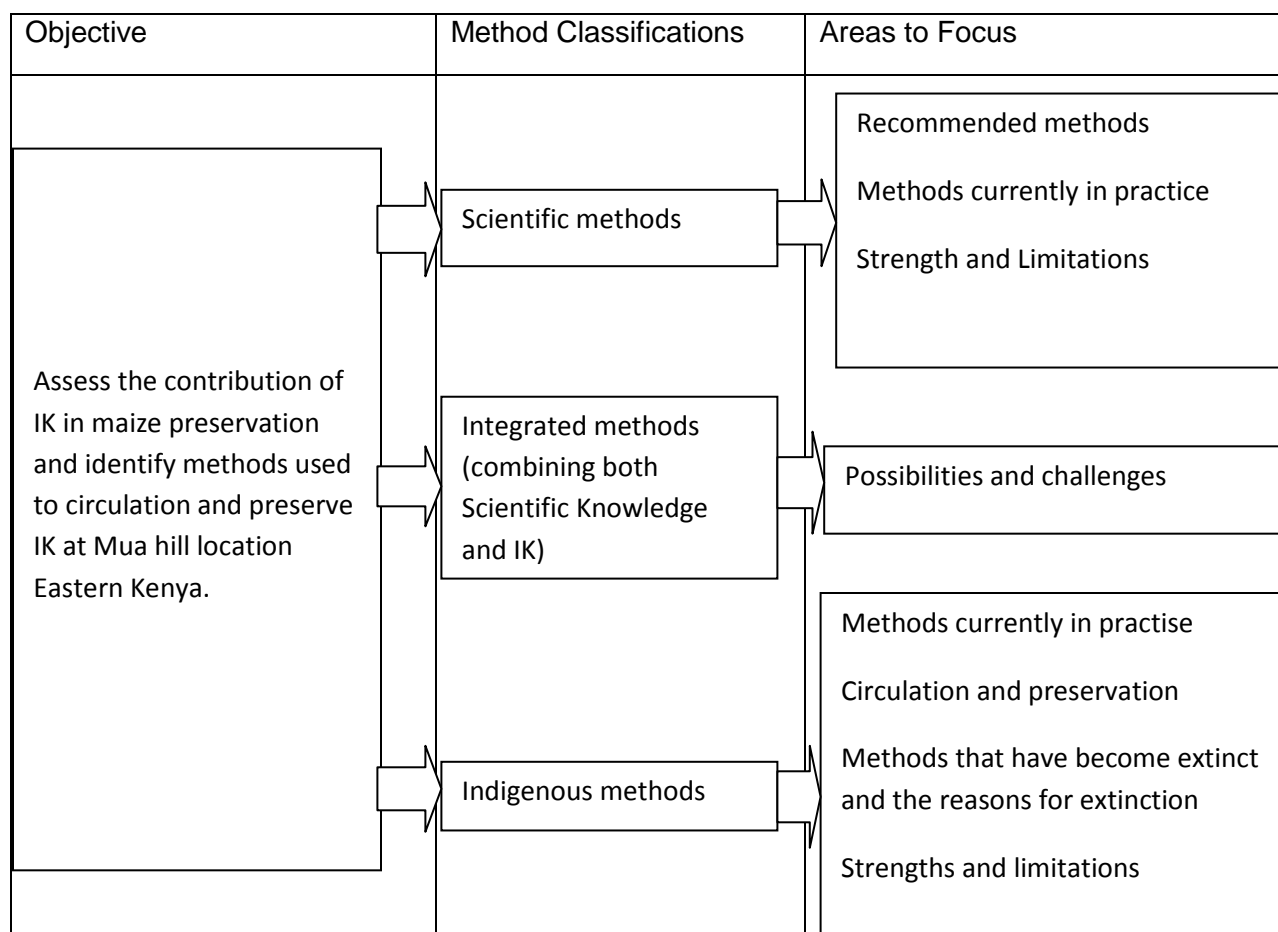 Objective
Method Classifications
Areas to Focus
Assess the contribution of
IK in maize preservation
and identify methods used
to circulation and preserve
IK at Mua hill location
Eastern Kenya.
Scientific methods
Recommended methods
Methods currently in practice
Strength and Limitations
Integrated methods
(combining both
Scientific Knowledge
and IK)
Possibilities and challenges
Indigenous methods
Methods currently in practise
Circulation and preservation
Methods that have become extinct
and the reasons for extinction
Strengths and limitations